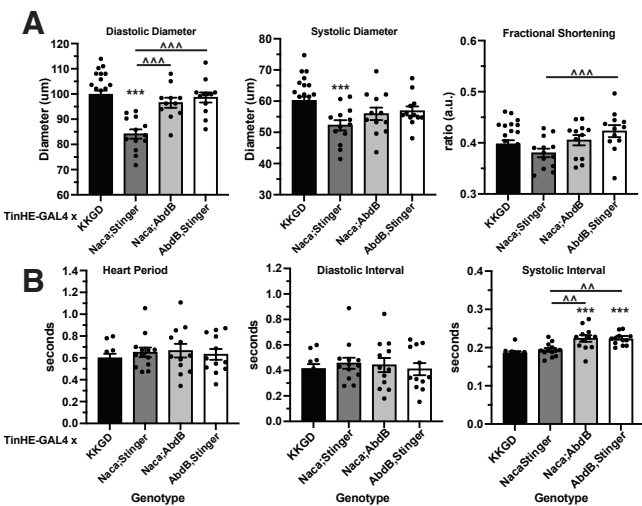 A
Diastolic Diameter
Systolic Diameter
Fractional Shortening
^^^
^^^
***
***
^^^
Diameter (um)
120
110
100
90
80
70
60
Diameter (um)
80
70
60
50
40
30
ratio (a.u.)
0.6
0.5
0.4
0.3
TinHE-GAL4 x
KKGD
Naca;Stinger
Naca;AbdB
AbdB,Stinger
KKGD
Naca;Stinger
Naca;AbdB
AbdB,Stinger
KKGD
Naca;Stinger
Naca;AbdB
AbdB,Stinger
B
Heart Period
Diastolic Interval
Systolic Interval
^^
^^
***
***
seconds
1.4
1.2
1.0
0.8
0.6
0.4
0.2
0.0
seconds
1.2
1.0
0.8
0.6
0.4
0.2
0.0
seconds
0.4
0.3
0.2
0.1
0.0
TinHE-GAL4 x
KKGD
Naca;Stinger
Naca;AbdB
AbdB,Stinger
KKGD
Naca;Stinger
Naca;AbdB
AbdB,Stinger
KKGD
NacaStinger
Naca;AbdB
AbdB,Stinger
Genotype
Genotype
Genotype